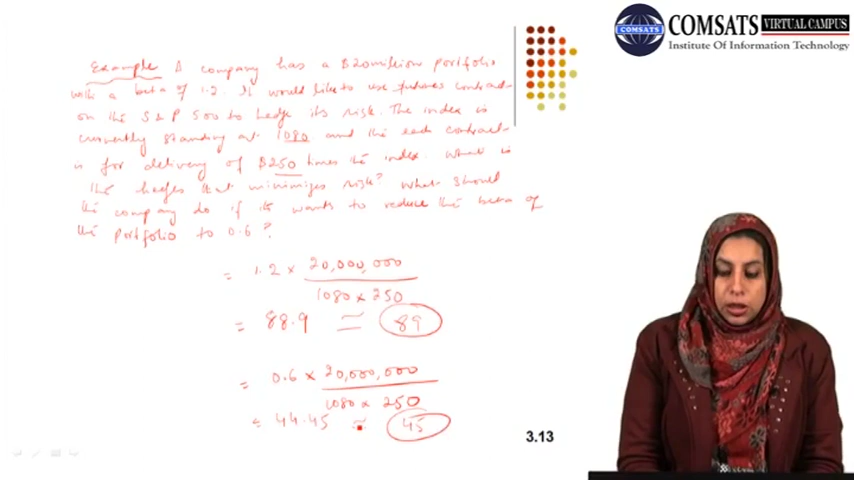 COMSATS VIRTUAL CAMPUS
Institute Of Information Technology
Example A company has a $20million portfolio
with a beta of 1.2. It would like to use futures contract
on the S & P 500 to hedge its risk. The index is
currently standing at 1080 and the each contract
is for delivery of $250 times the index. What is
the hedge that minimizes risk? What should
the company do if its wants to reduce the beta of
the portfolio to 0.6?
= 1.2 × 20,000,000
1080 × 250
= 88.9 ≃ 89
= 0.6 × 20,000,000
1080 × 250
= 44.45 ≃ 45
3.13